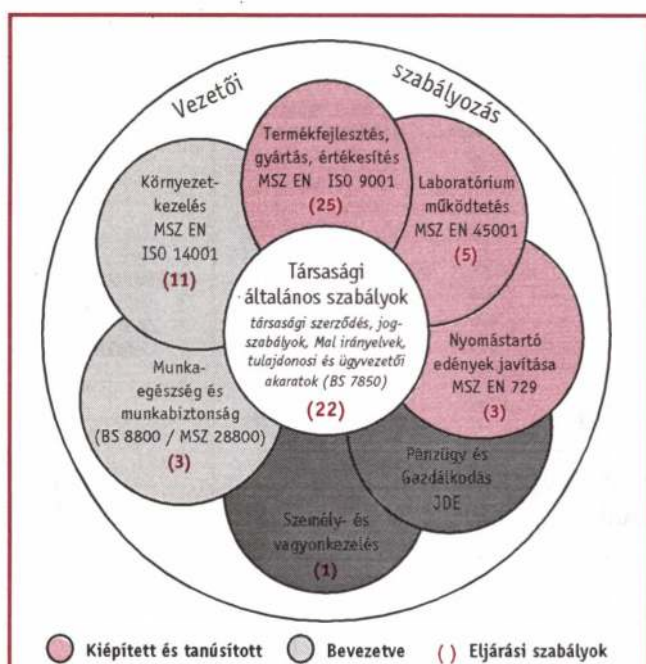 Vezetői szabályozás
Termékfejlesztés,
gyártás, értékesítés
MSZ EN ISO 9001
(25)
Laboratórium
működtetés
MSZ EN 45001
(5)
Környezet-
kezelés
MSZ EN
ISO 14001
(11)
Társasági
általános szabályok
társasági szerződés, jog-
szabályok, Mal irányelvek,
tulajdonosi és ügyvezetői
akaratok (BS 7850)
(22)
Nyomástartó
edények javítása
MSZ EN 729
(3)
Munka-
egészség és
munkabiztonság
(BS 8800 / MSZ 28800)
(3)
Pénzügy és
Gazdálkodás
JDE
Személy- és
vagyonkezelés
(1)
Kiépített és tanúsított
Bevezetve
( ) Eljárási szabályok